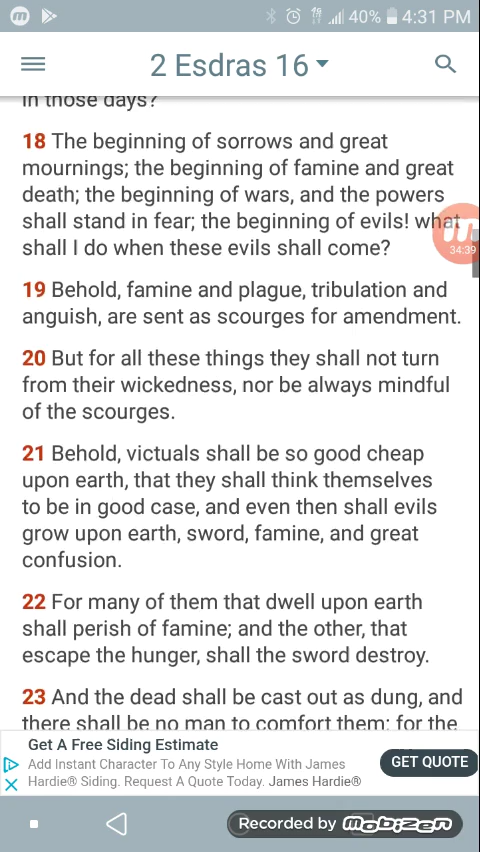 4G 40% 4:31 PM
2 Esdras 16
in those days?
18 The beginning of sorrows and great
mournings; the beginning of famine and great
death; the beginning of wars, and the powers
shall stand in fear; the beginning of evils! what
shall I do when these evils shall come?
34:39
19 Behold, famine and plague, tribulation and
anguish, are sent as scourges for amendment.
20 But for all these things they shall not turn
from their wickedness, nor be always mindful
of the scourges.
21 Behold, victuals shall be so good cheap
upon earth, that they shall think themselves
to be in good case, and even then shall evils
grow upon earth, sword, famine, and great
confusion.
22 For many of them that dwell upon earth
shall perish of famine; and the other, that
escape the hunger, shall the sword destroy.
23 And the dead shall be cast out as dung, and
there shall be no man to comfort them: for the
Get A Free Siding Estimate
Add Instant Character To Any Style Home With James
Hardie® Siding. Request A Quote Today. James Hardie®
GET QUOTE
Recorded by Mobizen